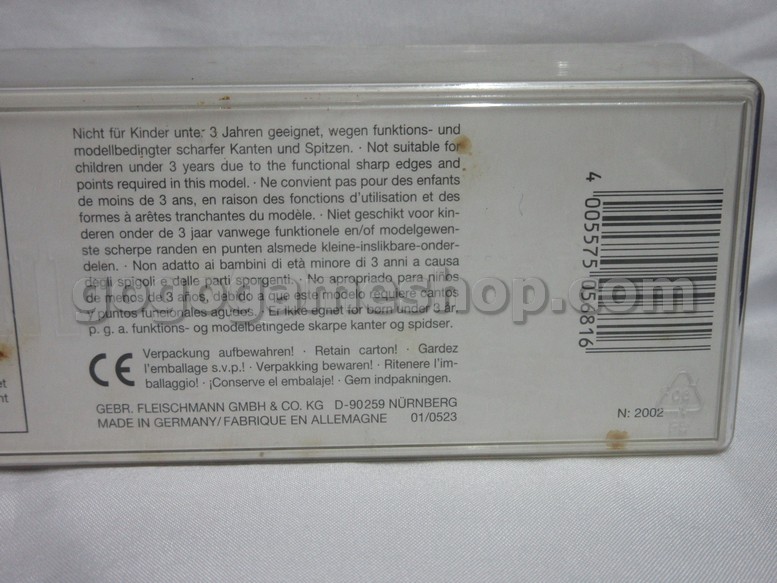 Nicht für Kinder unter 3 Jahren geeignet, wegen funktions- und
modellbedingter scharfer Kanten und Spitzen. · Not suitable for
children under 3 years due to the functional sharp edges and
points required in this model. · Ne convient pas pour des enfants
de moins de 3 ans, en raison des fonctions d'utilisation et des
formes à arêtes tranchantes du modèle. · Niet geschikt voor kin-
deren onder de 3 jaar vanwege funktionele en/of modelgewen-
ste scherpe randen en punten alsmede kleine-inslikbare-onder-
delen. · Non adatto ai bambini di età minore di 3 anni a causa
degli spigoli e delle parti sporgenti. · No apropriado para niños
de menos de 3 años, debido a que este modelo requiere cantos
y puntos funcionales agudos. · Er ikke egnet for born under 3 år,
p. g. a. funktions- og modelbetingede skarpe kanter og spidser.
CE
Verpackung aufbewahren! · Retain carton! · Gardez
l'emballage s.v.p.! · Verpakking bewaren! · Ritenere l'im-
ballaggio! · ¡Conserve el embalaje! · Gem indpakningen.
GEBR. FLEISCHMANN GMBH & CO. KG D-90259 NÜRNBERG
MADE IN GERMANY/FABRIQUE EN ALLEMAGNE 01/0523
4 005575 056816
N: 2002
et
nt
gogogameshop.com